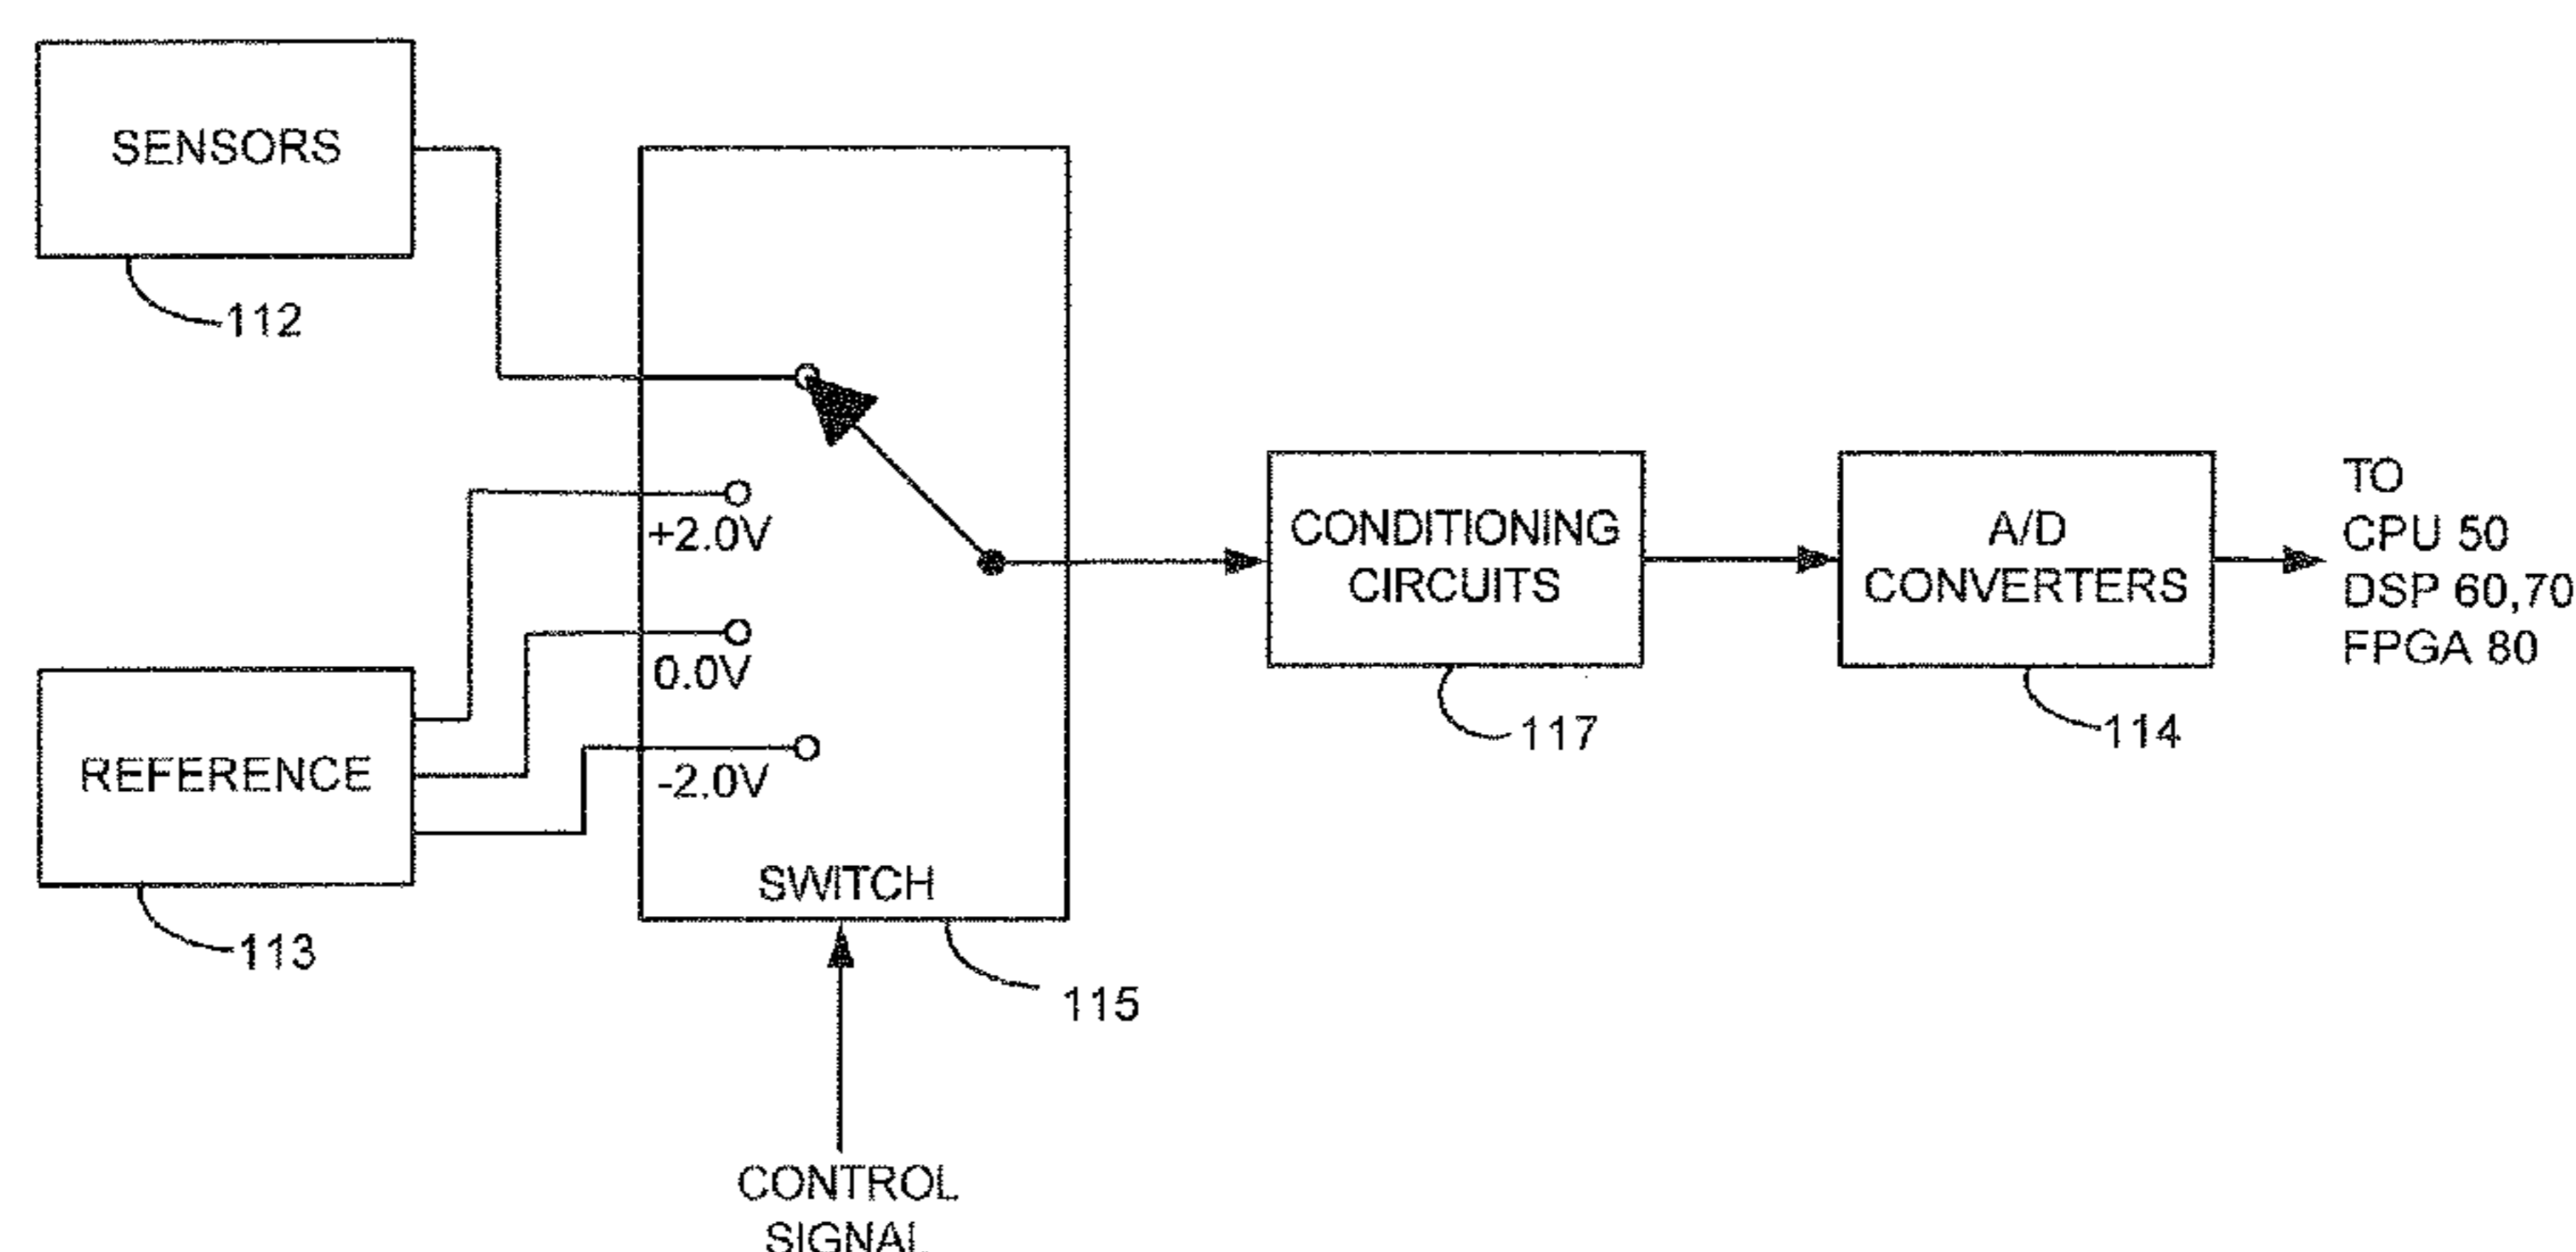 SENSORS
112
+2.0V
0.0V
-2.0V
REFERENCE
113
SWITCH
115
CONTROL
SIGNAL
CONDITIONING
CIRCUITS
117
A/D
CONVERTERS
114
TO
CPU 50
DSP 60,70
FPGA 80